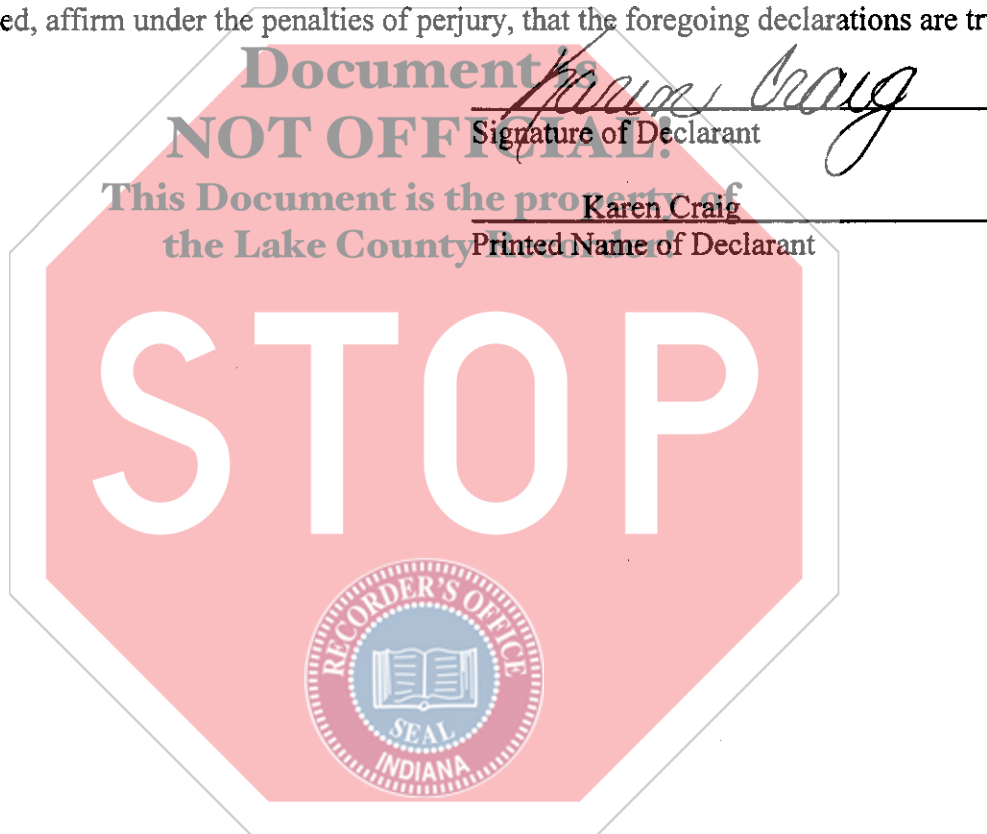 ed, affirm under the penalties of perjury, that the foregoing declarations are tr
Document is
Karen Craig
NOT OFFICIAL!
Signature of Declarant
This Document is the property of
Karen Craig
the Lake County Recorder!
Printed Name of Declarant
STOP
RECORDER'S OFFICE
SEAL
INDIANA